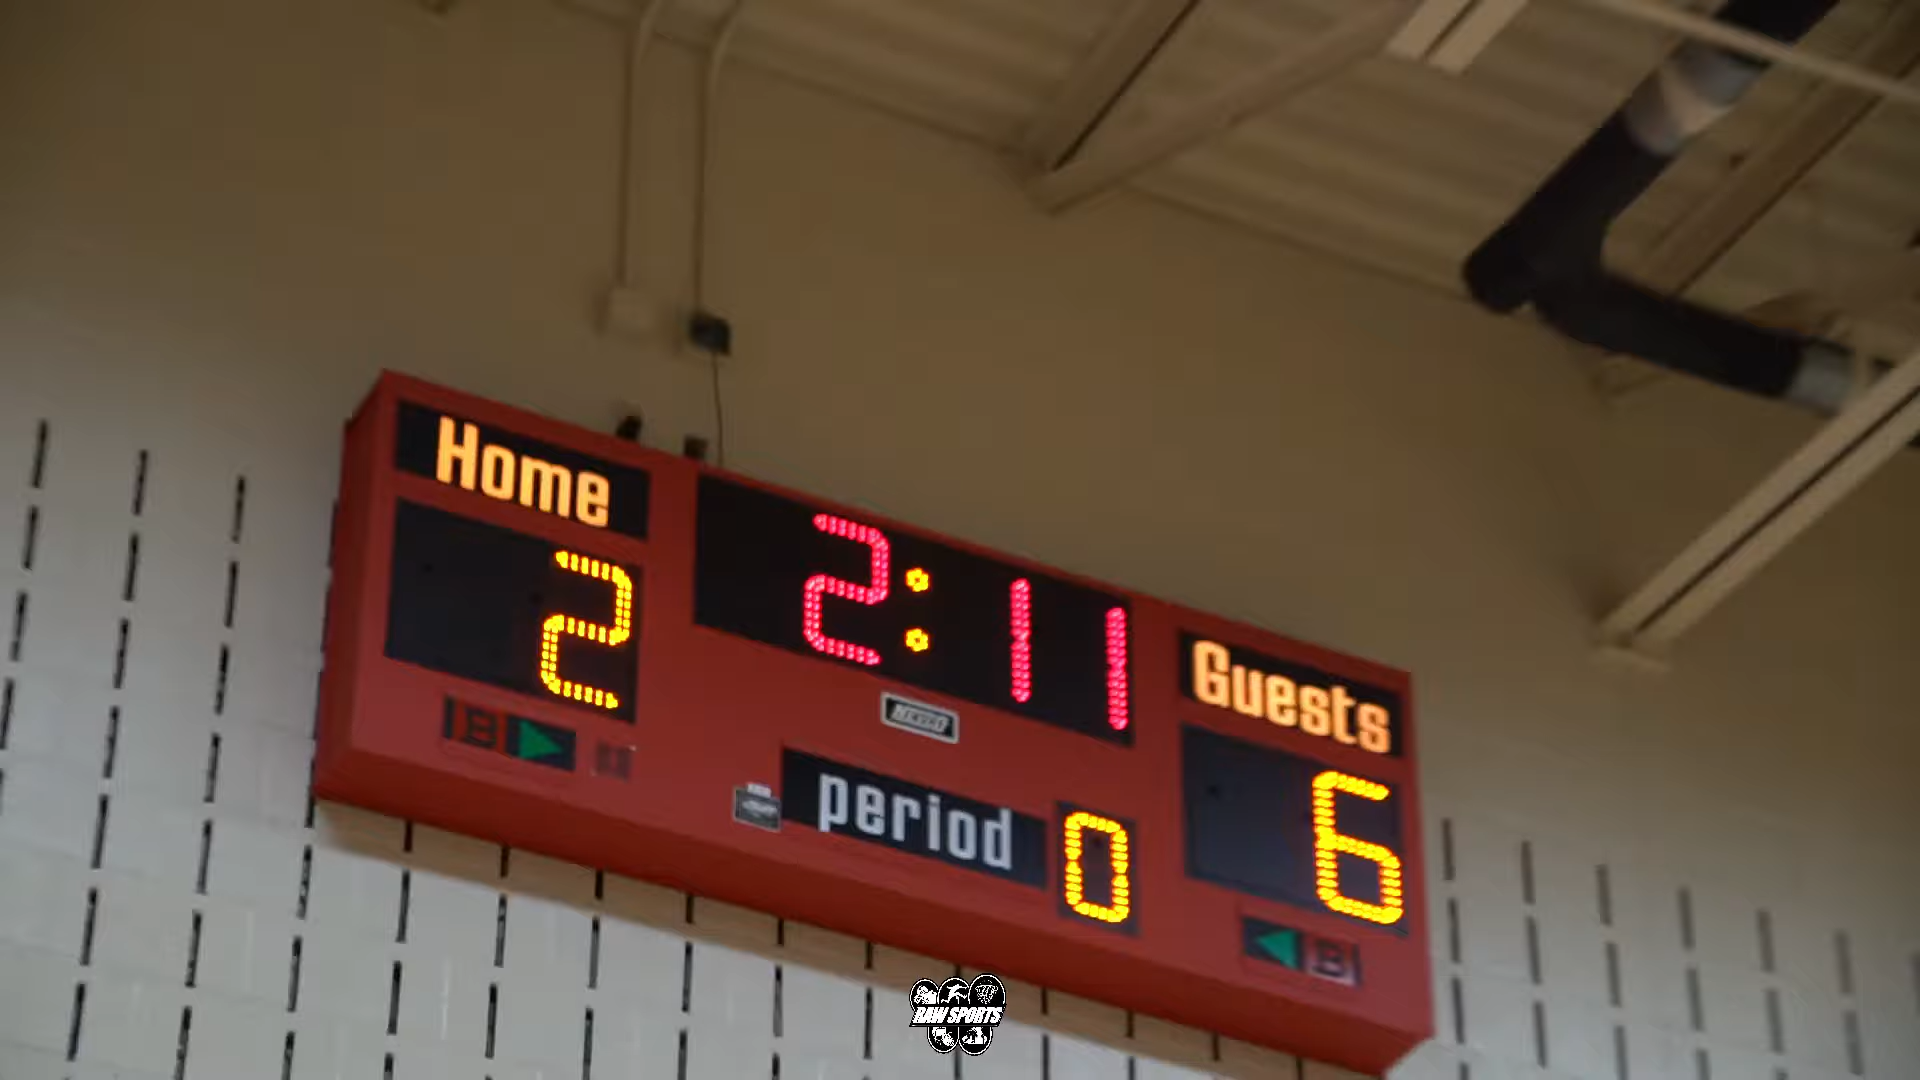 Home
2:11
2
Guests
B
period
0
6
B
RAW SPORTS